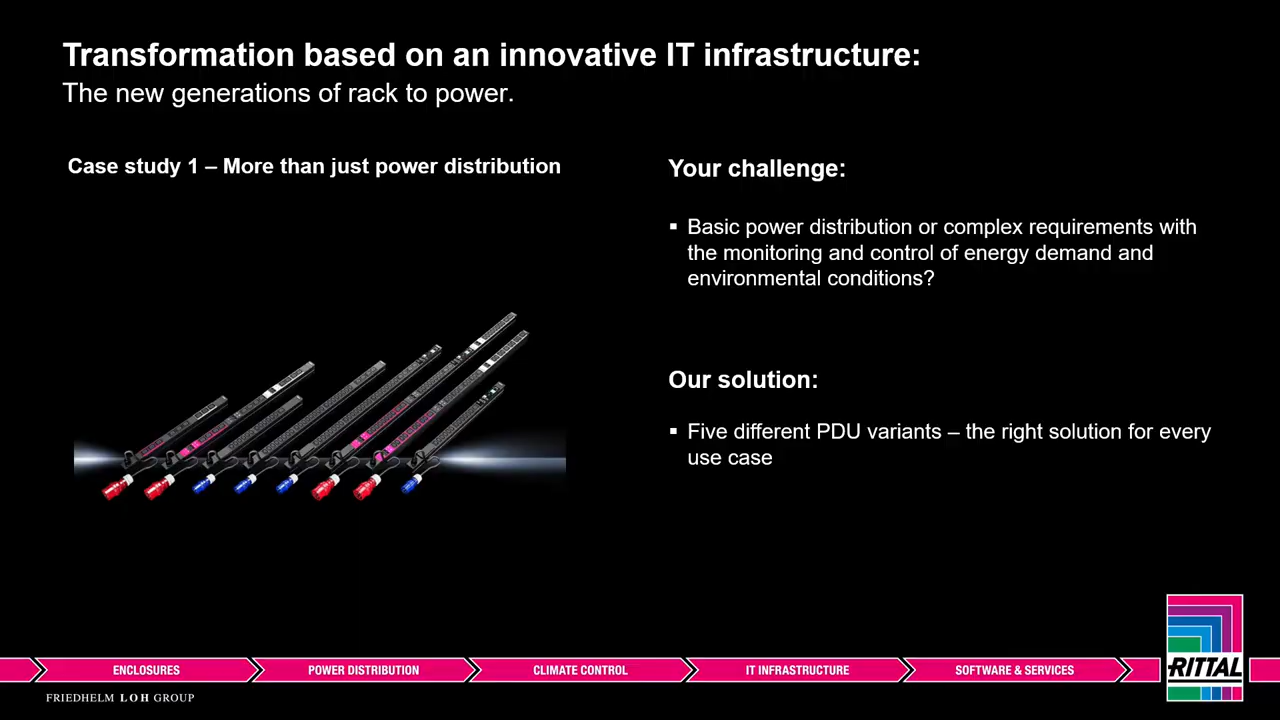 Transformation based on an innovative IT infrastructure:
The new generations of rack to power.
Case study 1 – More than just power distribution
Your challenge:
▪ Basic power distribution or complex requirements with
the monitoring and control of energy demand and
environmental conditions?
Our solution:
▪ Five different PDU variants – the right solution for every
use case
ENCLOSURES
POWER DISTRIBUTION
CLIMATE CONTROL
IT INFRASTRUCTURE
SOFTWARE & SERVICES
RITTAL
FRIEDHELM LOH GROUP